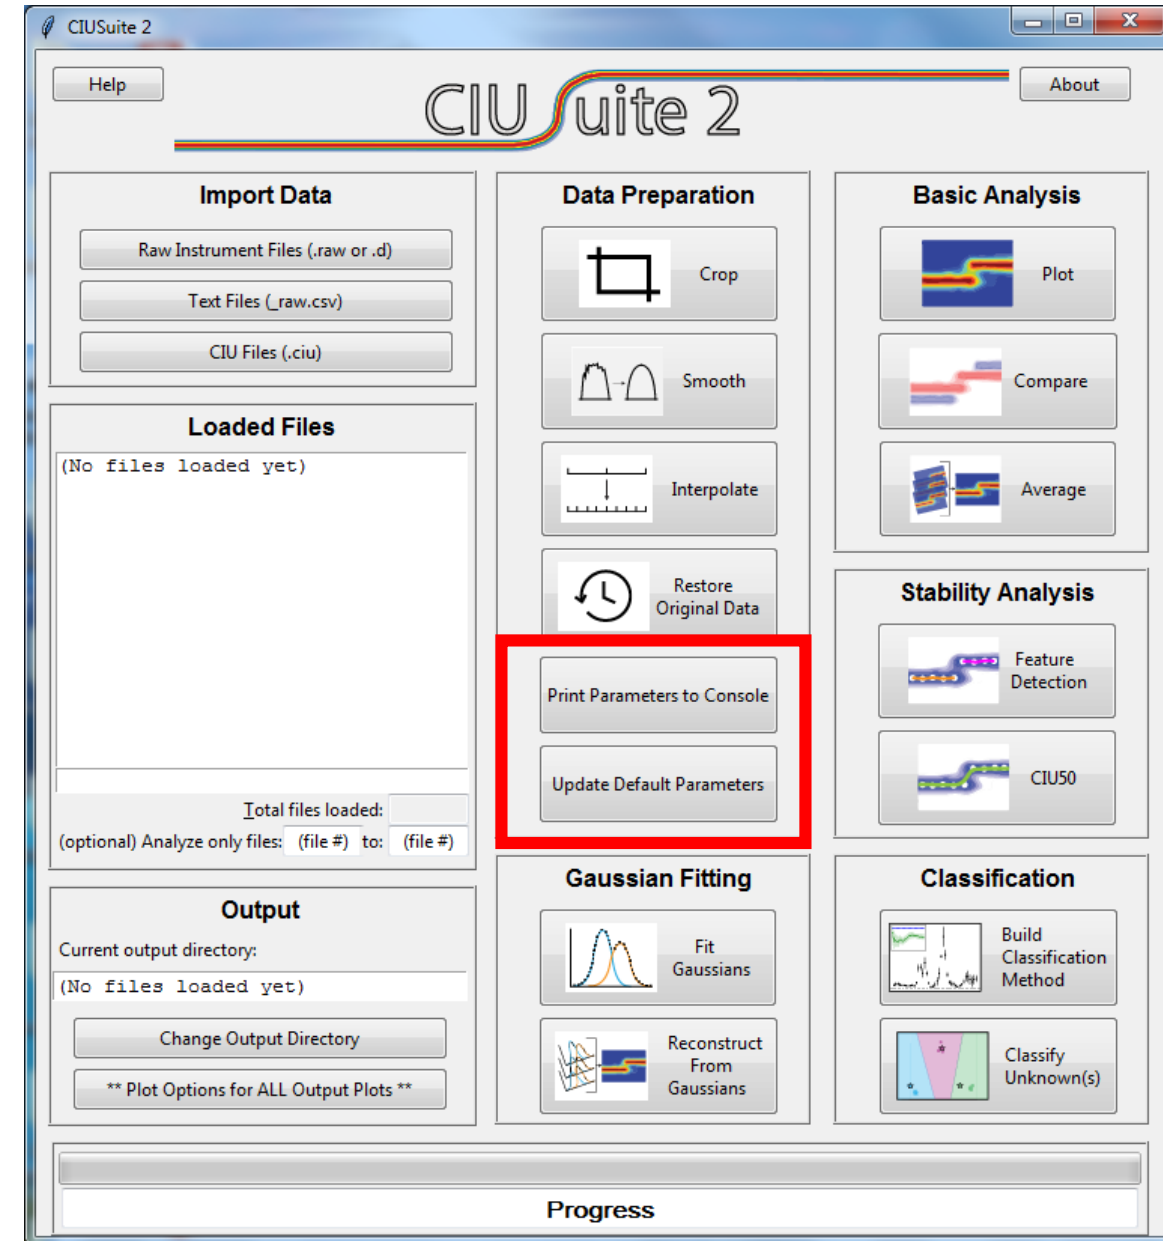 CIUSuite 2
Help
CIU Suite 2
About
Import Data
Raw Instrument Files (.raw or .d)
Text Files (_raw.csv)
CIU Files (.ciu)
Loaded Files
(No files loaded yet)
Total files loaded:
(optional) Analyze only files: (file #) to: (file #)
Output
Current output directory:
(No files loaded yet)
Change Output Directory
** Plot Options for ALL Output Plots **
Data Preparation
Crop
Smooth
Interpolate
Restore
Original Data
Print Parameters to Console
Update Default Parameters
Gaussian Fitting
Fit
Gaussians
Reconstruct
From
Gaussians
Basic Analysis
Plot
Compare
Average
Stability Analysis
Feature
Detection
CIU50
Classification
Build
Classification
Method
Classify
Unknown(s)
Progress